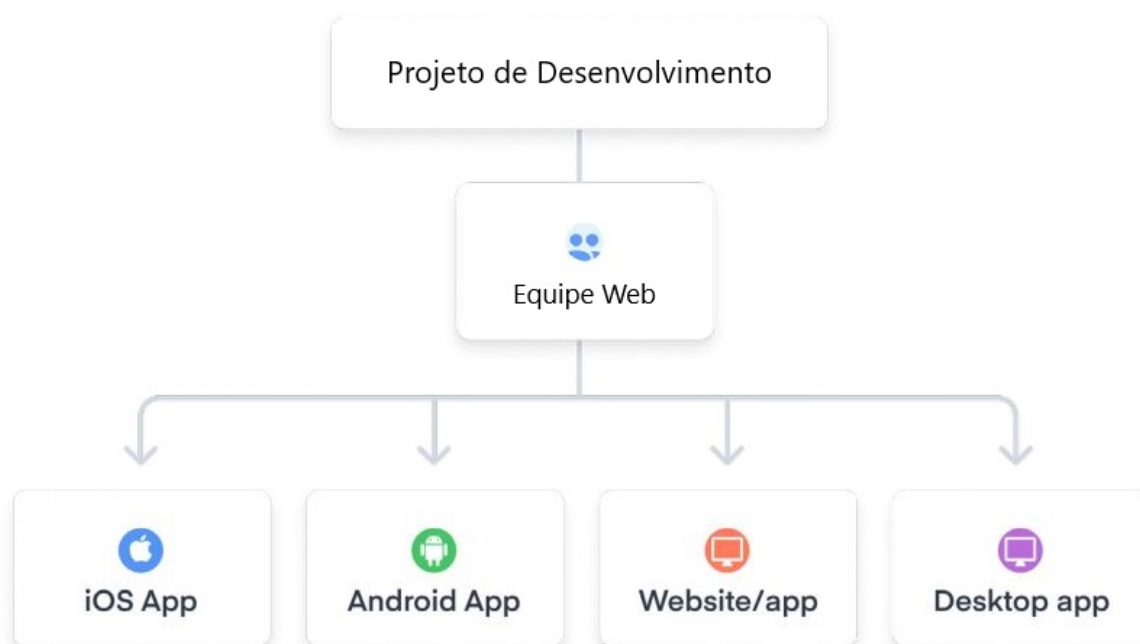 Projeto de Desenvolvimento
Equipe Web
iOS App
Android App
Website/app
Desktop app